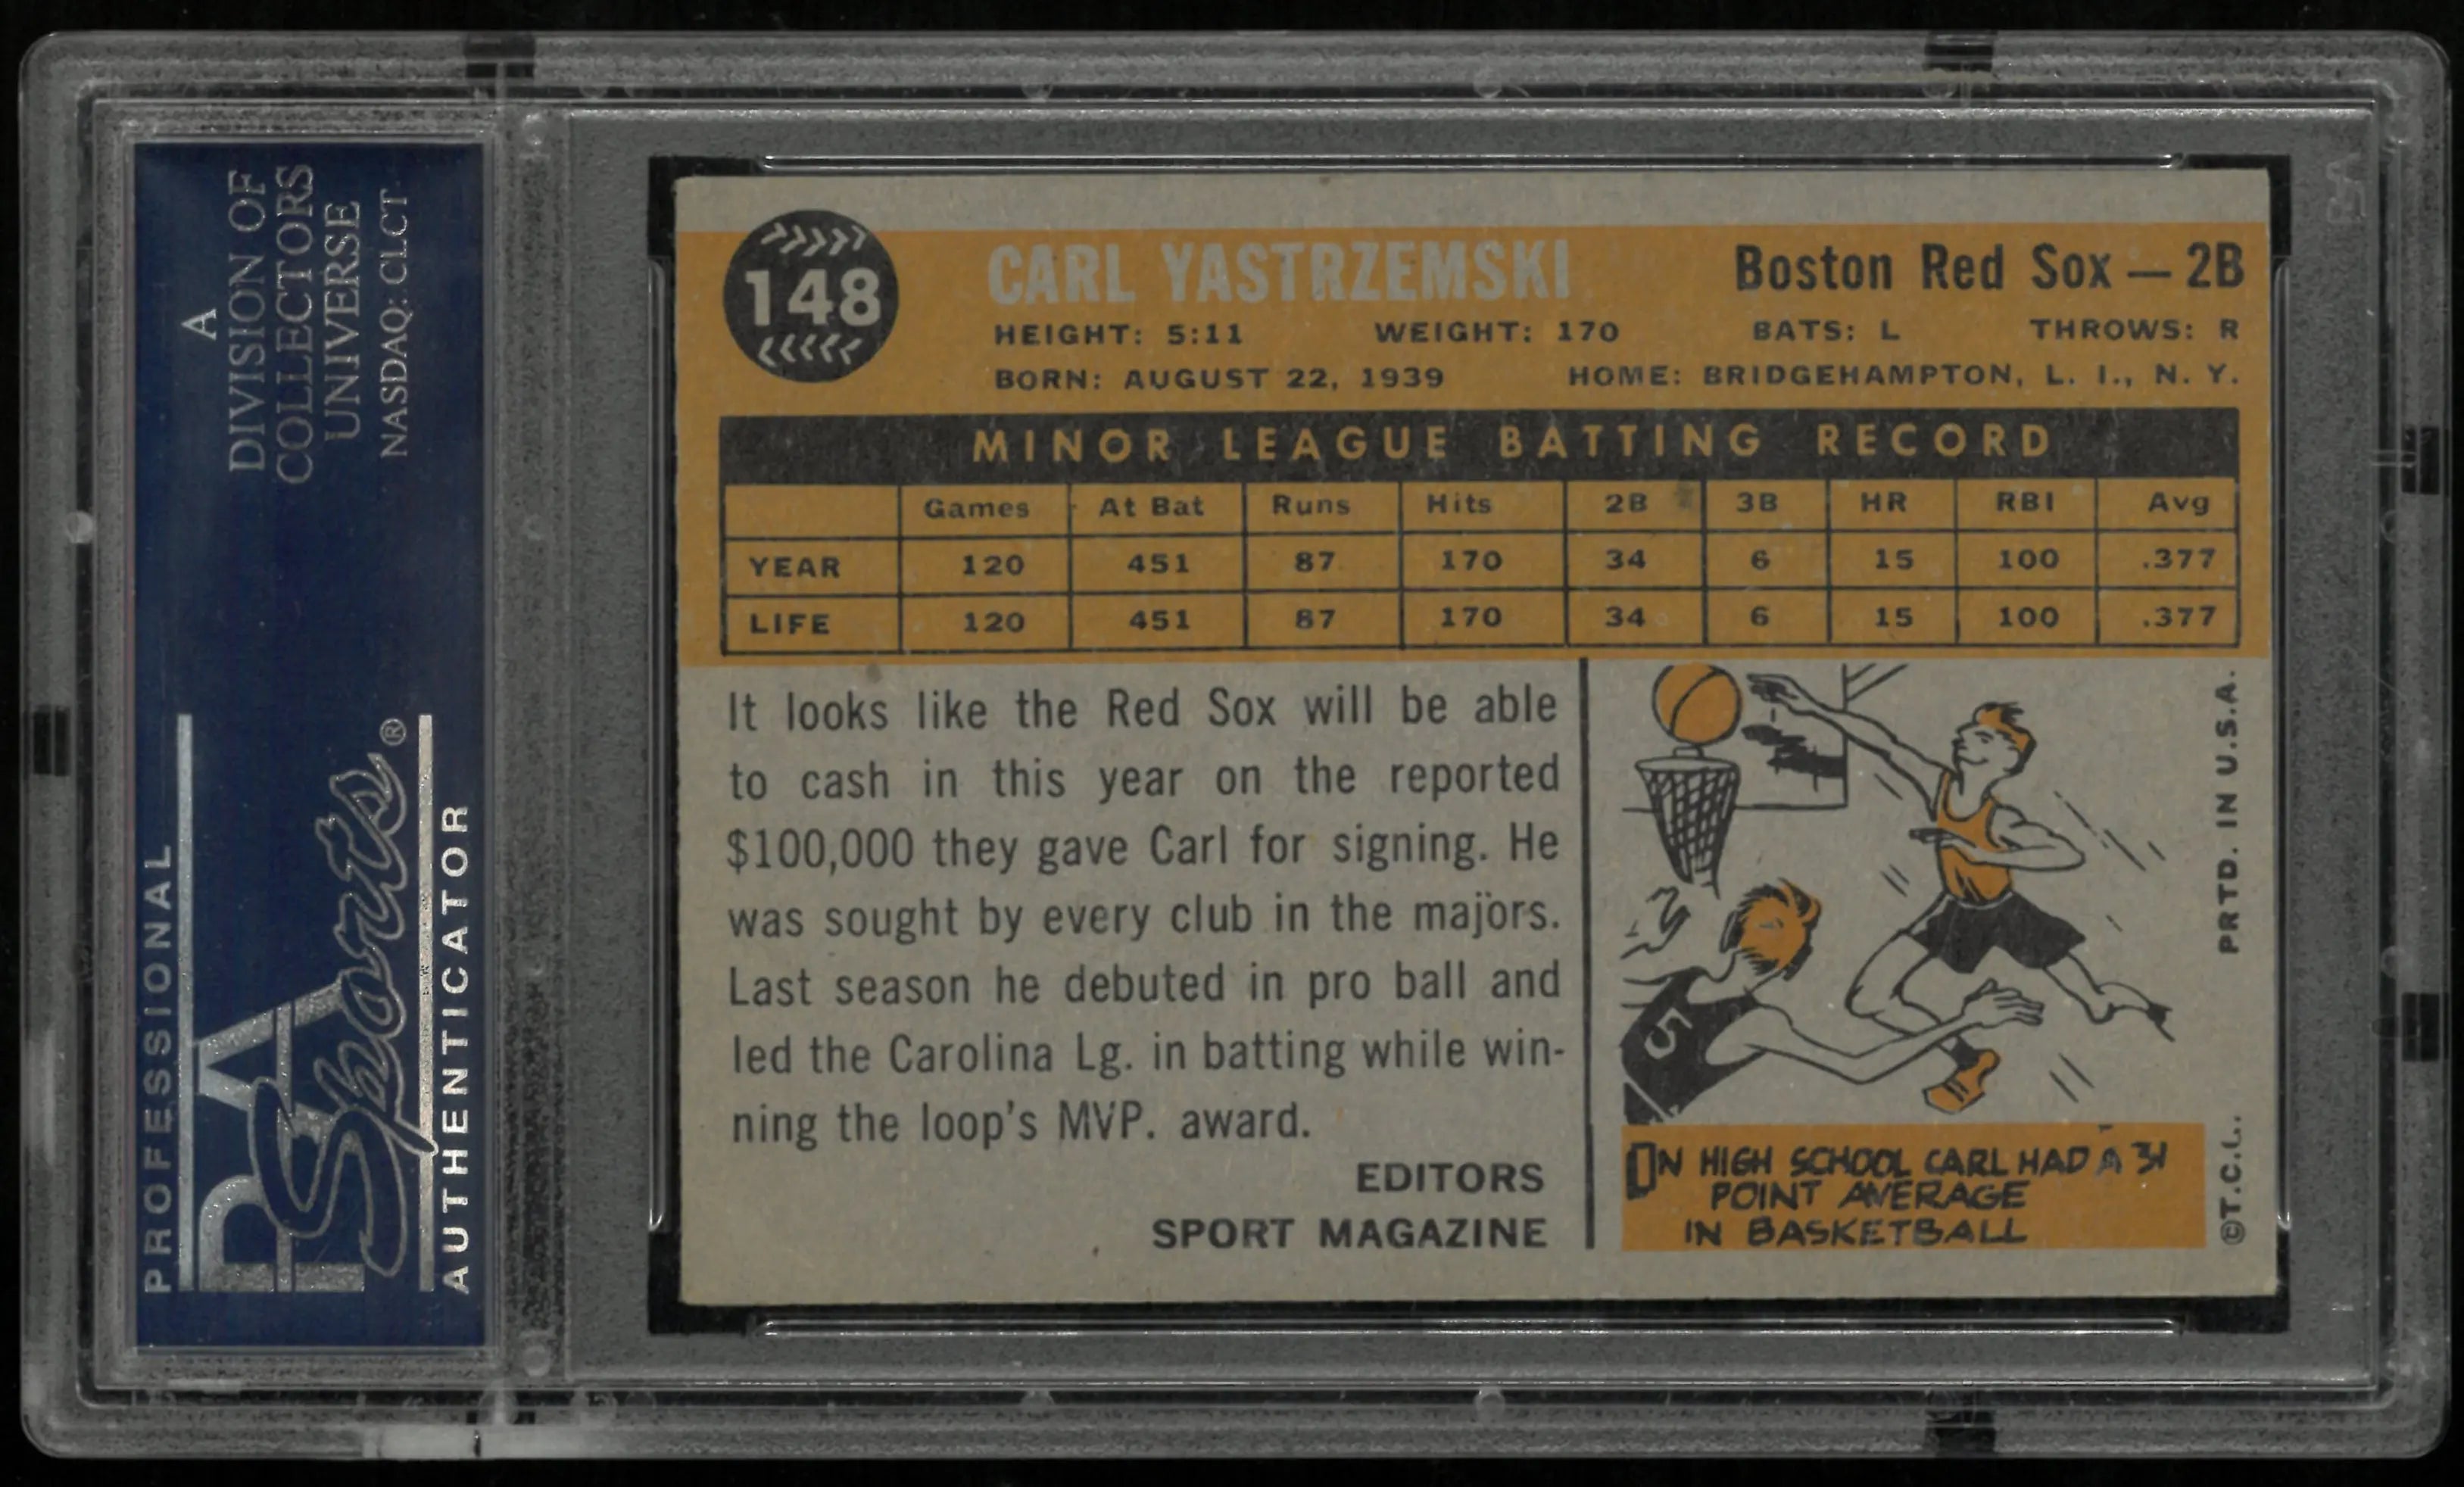 A
DIVISION OF
COLLECTORS
UNIVERSE
NASDAQ: CLCT
PROFESSIONAL
PSA
Sports®
AUTHENTICATOR
148
CARL YASTRZEMSKI
Boston Red Sox — 2B
HEIGHT: 5:11 WEIGHT: 170 BATS: L THROWS: R
BORN: AUGUST 22, 1939 HOME: BRIDGEHAMPTON, L. I., N. Y.
MINOR LEAGUE BATTING RECORD
Games At Bat Runs Hits 2B 3B HR RBI Avg
YEAR 120 451 87 170 34 6 15 100 .377
LIFE 120 451 87 170 34 6 15 100 .377
It looks like the Red Sox will be able
to cash in this year on the reported
$100,000 they gave Carl for signing. He
was sought by every club in the majors.
Last season he debuted in pro ball and
led the Carolina Lg. in batting while win-
ning the loop's MVP. award.
EDITORS
SPORT MAGAZINE
5
IN HIGH SCHOOL CARL HAD A 31
POINT AVERAGE
IN BASKETBALL
PRTD. IN U.S.A.
©T.C.G.